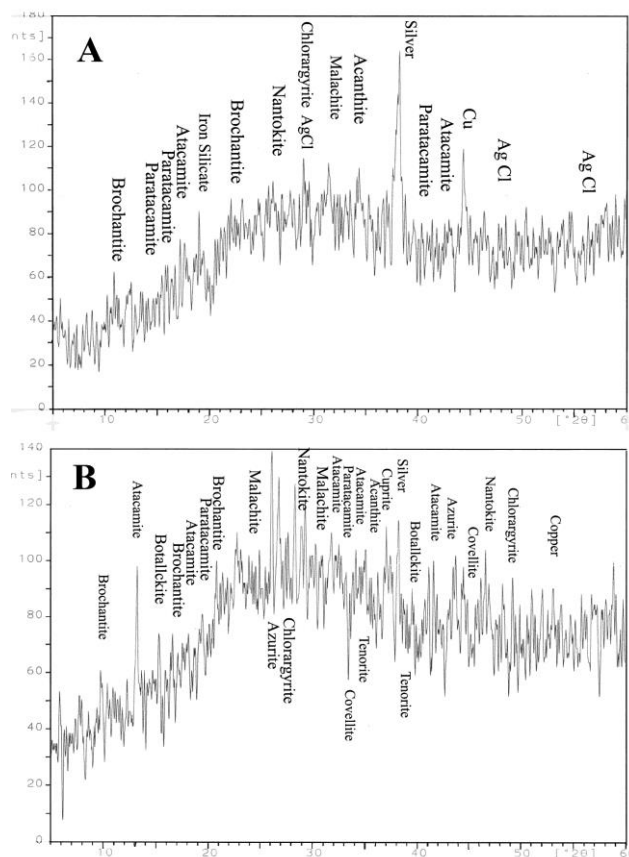 A
180
nts]
160
140
120
100
80
60
40
20
0
Brochantite
Paratacamite
Paratacamite
Atacamite
Iron Silicate
Brochantite
Nantokite
Chlorargyrite AgCl
Malachite
Acanthite
Silver
Paratacamite
Atacamite
Cu
Ag Cl
Ag Cl
10
20
30
40
50
[°2θ]
60
B
140
nts]
120
100
80
60
40
20
0
Brochantite
Atacamite
Botallckite
Brochantite
Atacamite
Paratacamite
Brochantite
Malachite
Azurite
Chlorargyrite
Nantokite
Malachite
Atacamite
Paratacamite
Covellite
Atacamite
Tenorite
Acanthite
Cuprite
Silver
Tenorite
Botallckite
Atacamite
Azurite
Covellite
Nantokite
Chlorargyrite
Copper
10
20
30
40
50
[°2θ]